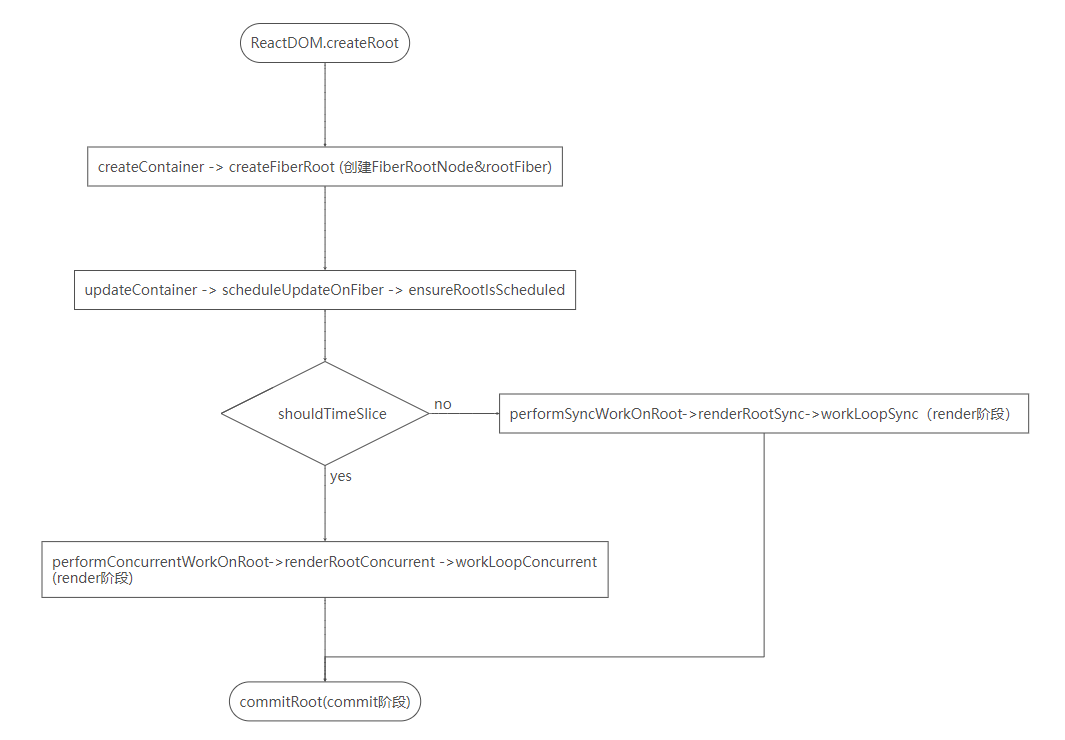 ReactDOM.createRoot
createContainer -> createFiberRoot (创建FiberRootNode&rootFiber)
updateContainer -> scheduleUpdateOnFiber -> ensureRootIsScheduled
shouldTimeSlice
no
performSyncWorkOnRoot->renderRootSync->workLoopSync（render阶段）
yes
performConcurrentWorkOnRoot->renderRootConcurrent ->workLoopConcurrent
(render阶段)
commitRoot(commit阶段)